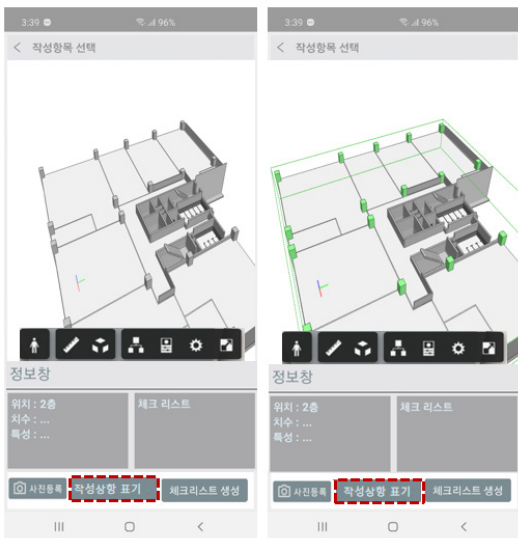 3:39 96%
< 작성항목 선택
정보창
위치 : 2층
치수 : ...
특성 : ...
체크 리스트
사진등록 작성상항 표기 체크리스트 생성
3:39 96%
< 작성항목 선택
정보창
위치 : 2층
치수 : ...
특성 : ...
체크 리스트
사진등록 작성상항 표기 체크리스트 생성